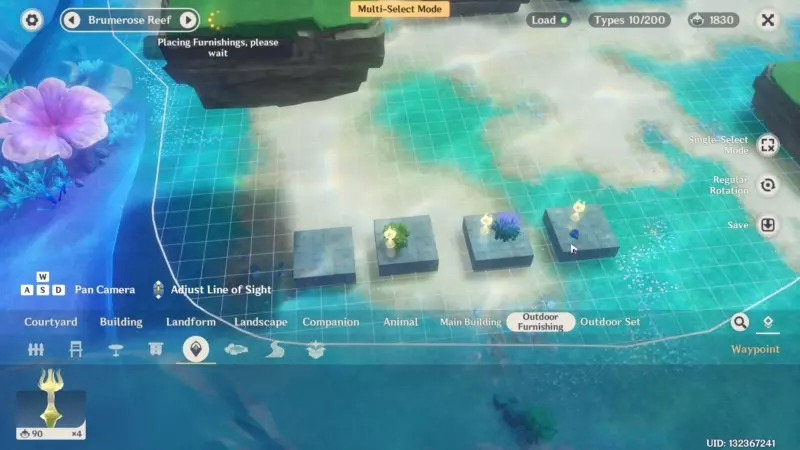 Multi-Select Mode
Brumerose Reef
Load
Types 10/200
1830
Placing Furnishings, please
wait
Single-Select
Mode
Regular
Rotation
Save
W
A S D
Pan Camera
Adjust Line of Sight
Courtyard
Building
Landform
Landscape
Companion
Animal
Main Building
Outdoor
Furnishing
Outdoor Set
Waypoint
90
×4
UID: 132367241